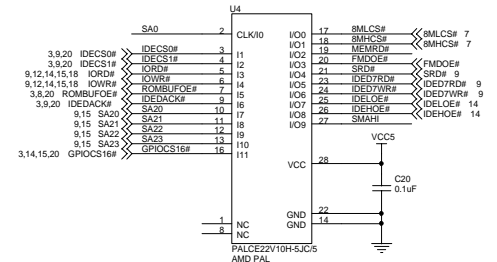 U4
SA0 2 CLK/I0 I/O0 17 8MLCS# 8MLCS# 7
I/O1 18 8MHCS# 8MHCS# 7
3,9,20 IDECS0# IDECS0# 3 I1 I/O2 19 MEMRD#
3,9,20 IDECS1# IDECS1# 4 I2 I/O3 20 FMDOE# FMDOE#
9,12,14,15,18 IORD# IORD# 5 I3 I/O4 21 SRD# SRD# 9
9,12,14,15,18 IOWR# IOWR# 6 I4 I/O5 23 IDED7RD# IDED7RD# 9
3,8,20 ROMBUFOE# ROMBUFOE# 7 I5 I/O6 24 IDED7WR# IDED7WR# 9
3,9,20 IDEDACK# IDEDACK# 9 I6 I/O7 25 IDELOE# IDELOE# 14
9,15 SA20 SA20 10 I7 I/O8 26 IDEHOE# IDEHOE# 14
9,15 SA21 SA21 11 I8 I/O9 27 SMAHI
9,15 SA22 SA22 12 I9
9,15 SA23 SA23 13 I10
3,14,15,20 GPIOCS16# GPIOCS16# 16 I11
VCC5
VCC 28
C20
0.1uF
GND 22
GND 14
1 NC
8 NC
PALCE22V10H-5JC/5
AMD PAL